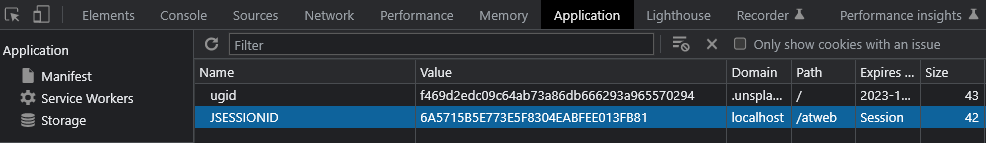 Elements Console Sources Network Performance Memory Application Lighthouse Recorder Performance insights
Application
Filter
Only show cookies with an issue
Manifest
Service Workers
Storage
Name Value Domain Path Expires ... Size
ugid f469d2edc09c64ab73a86db666293a965570294 .unspla... / 2023-1... 43
JSESSIONID 6A5715B5E773E5F8304EABFEE013FB81 localhost /atweb Session 42